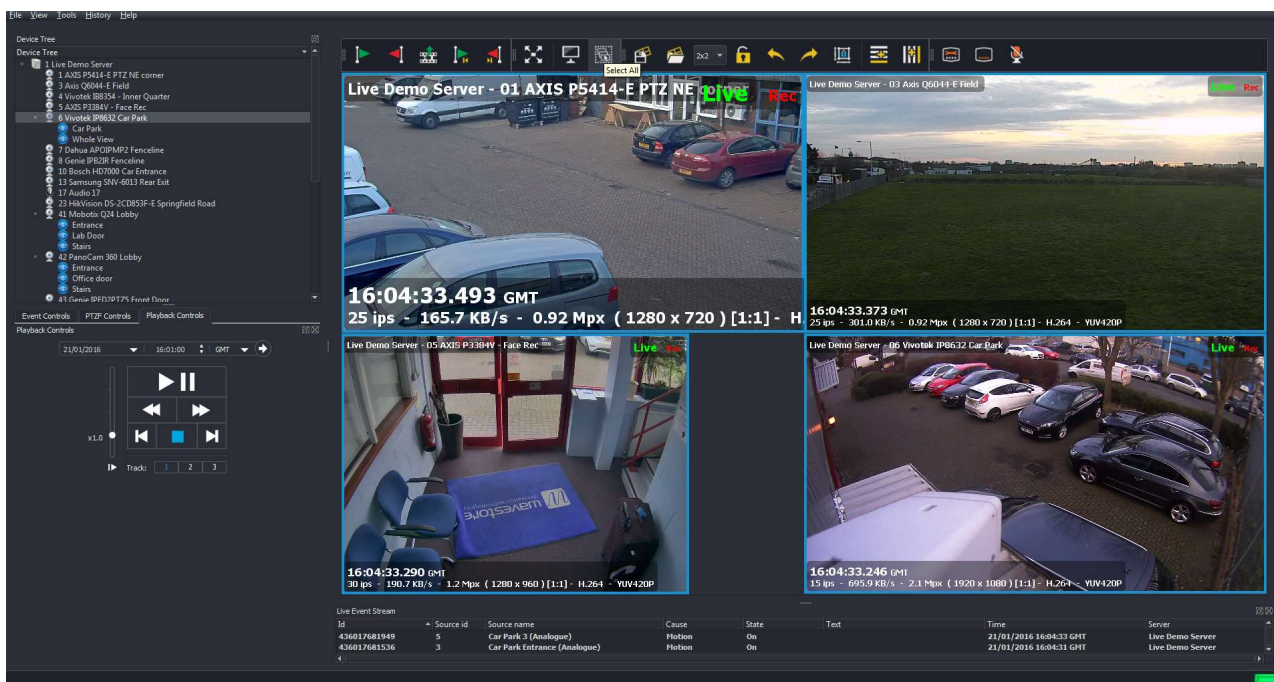 File View Tools History Help
Device Tree
Device Tree
1 Live Demo Server
1 AXIS P5414-E PTZ NE corner
3 Axis Q6044-E Field
4 Vivotek IB8354 - Inner Quarter
5 AXIS P3384V - Face Rec
6 Vivotek IP8632 Car Park
Car Park
Whole View
7 Dahua APOIPMP2 Fenceline
8 Genie IPB2IR Fenceline
10 Bosch HD7000 Car Entrance
13 Samsung SNV-6013 Rear Exit
17 Audio 17
23 HikVision DS-2CD853F-E Springfield Road
41 Mobotix Q24 Lobby
Entrance
Lab Door
Stairs
42 PanoCam 360 Lobby
Entrance
Office door
Stairs
43 Genie IPED2PTZ5 Front Door
Event Controls PTZF Controls Playback Controls
Playback Controls
21/01/2016 16:01:00 GMT
x1.0
Track: 1 2 3
2x2
Select All
Live Demo Server - 01 AXIS P5414-E PTZ NE corner Live Rec
16:04:33.493 GMT
25 ips - 165.7 KB/s - 0.92 Mpx ( 1280 x 720 ) [1:1] - H.
Live Demo Server - 03 Axis Q6044-E Field Live Rec
16:04:33.373 GMT
25 ips - 301.0 KB/s - 0.92 Mpx ( 1280 x 720 ) [1:1] - H.264 - YUV420P
Live Demo Server - 05 AXIS P3384V - Face Rec Live Rec
wavestore
16:04:33.290 GMT
30 ips - 190.7 KB/s - 1.2 Mpx ( 1280 x 960 ) [1:1] - H.264 - YUV420P
Live Demo Server - 06 Vivotek IP8632 Car Park Live Rec
16:04:33.246 GMT
15 ips - 695.9 KB/s - 2.1 Mpx ( 1920 x 1080 ) [1:1] - H.264 - YUV420P
Live Event Stream
Id Source id Source name Cause State Text Time Server
436017681949 5 Car Park 3 (Analogue) Motion On 21/01/2016 16:04:33 GMT Live Demo Server
436017681536 3 Car Park Entrance (Analogue) Motion On 21/01/2016 16:04:31 GMT Live Demo Server